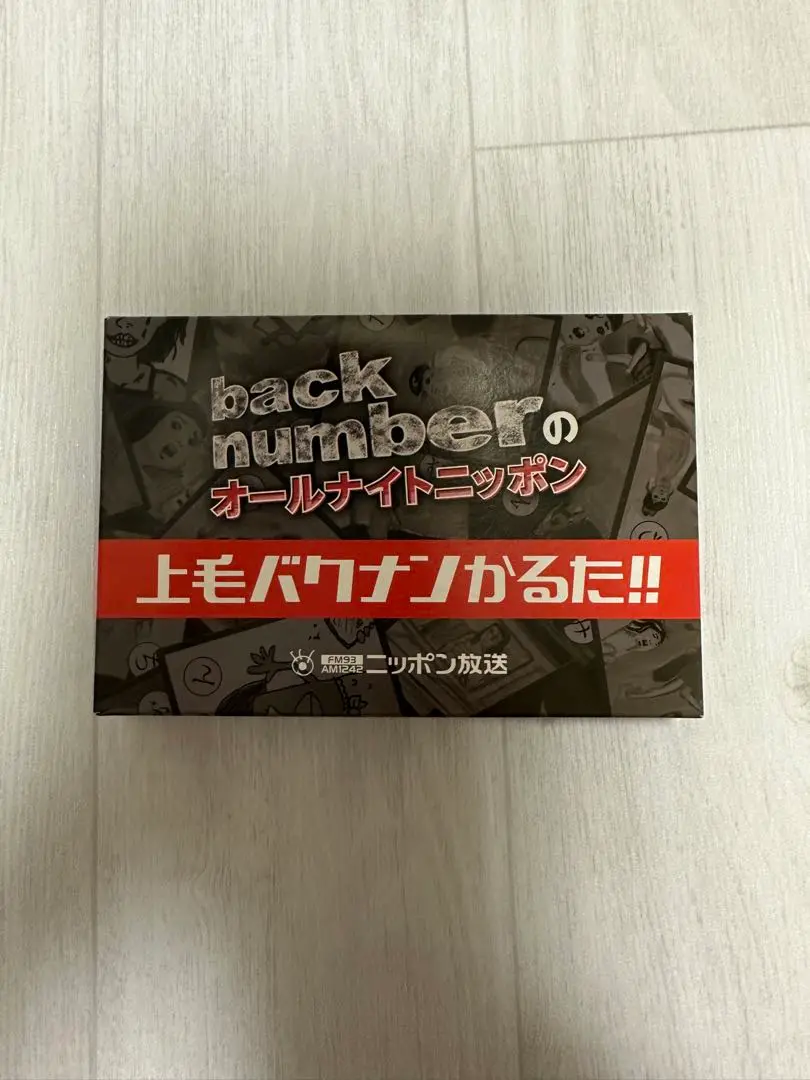 back
numberの
オールナイトニッポン
上毛バクナンかるた!!
FM93
AM1242 ニッポン放送
ん